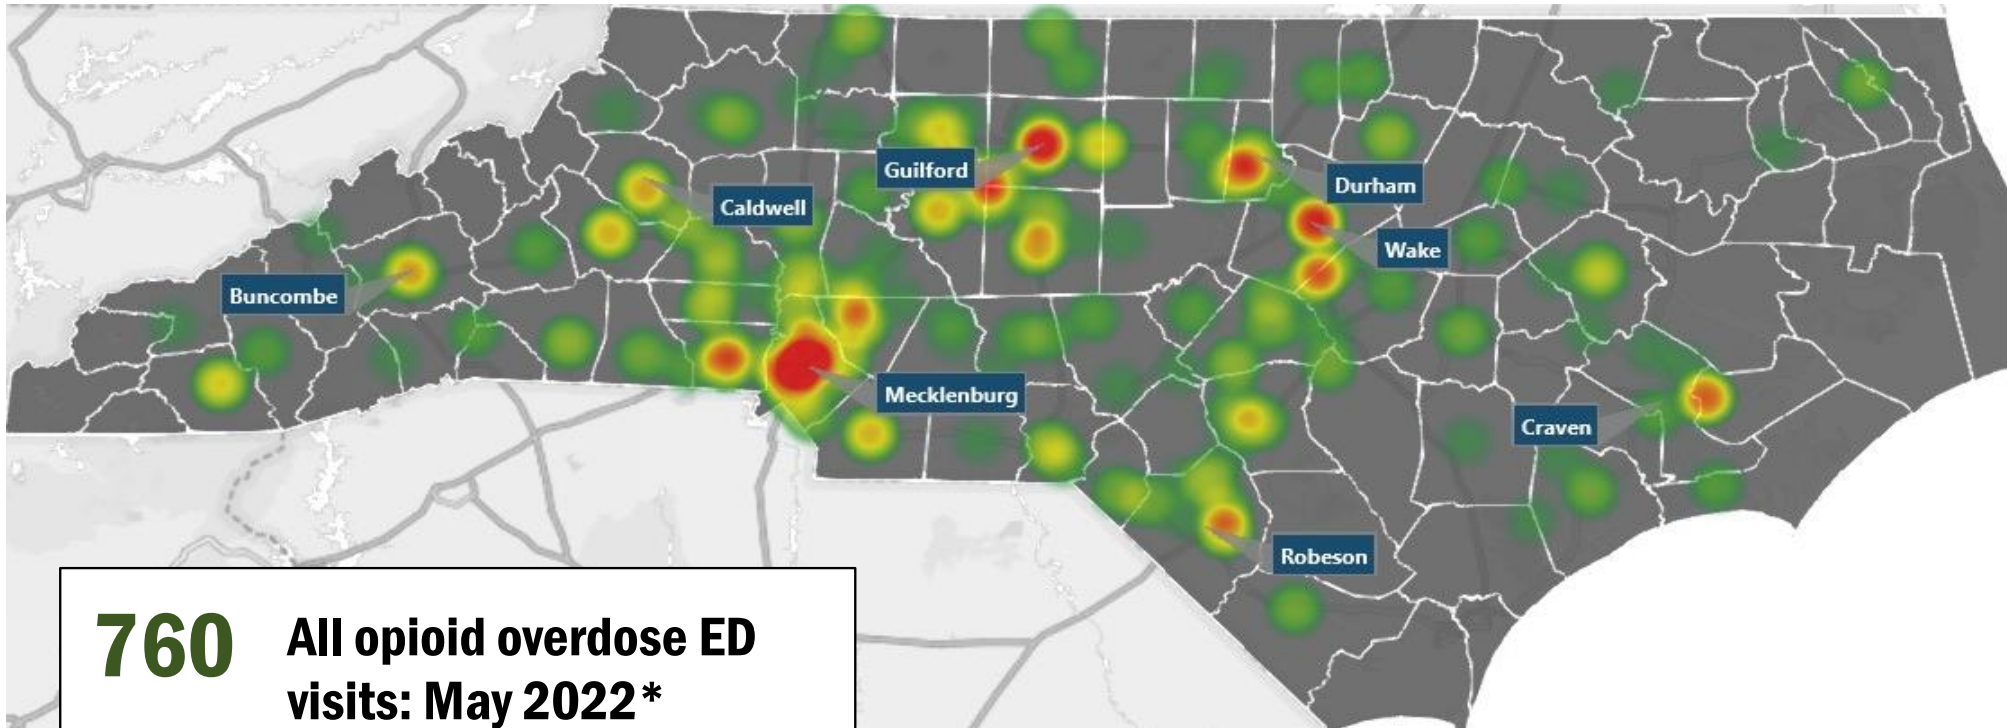 Guilford
Durham
Caldwell
Wake
Buncombe
Mecklenburg
Craven
Robeson
760
All opioid overdose ED
visits: May 2022*